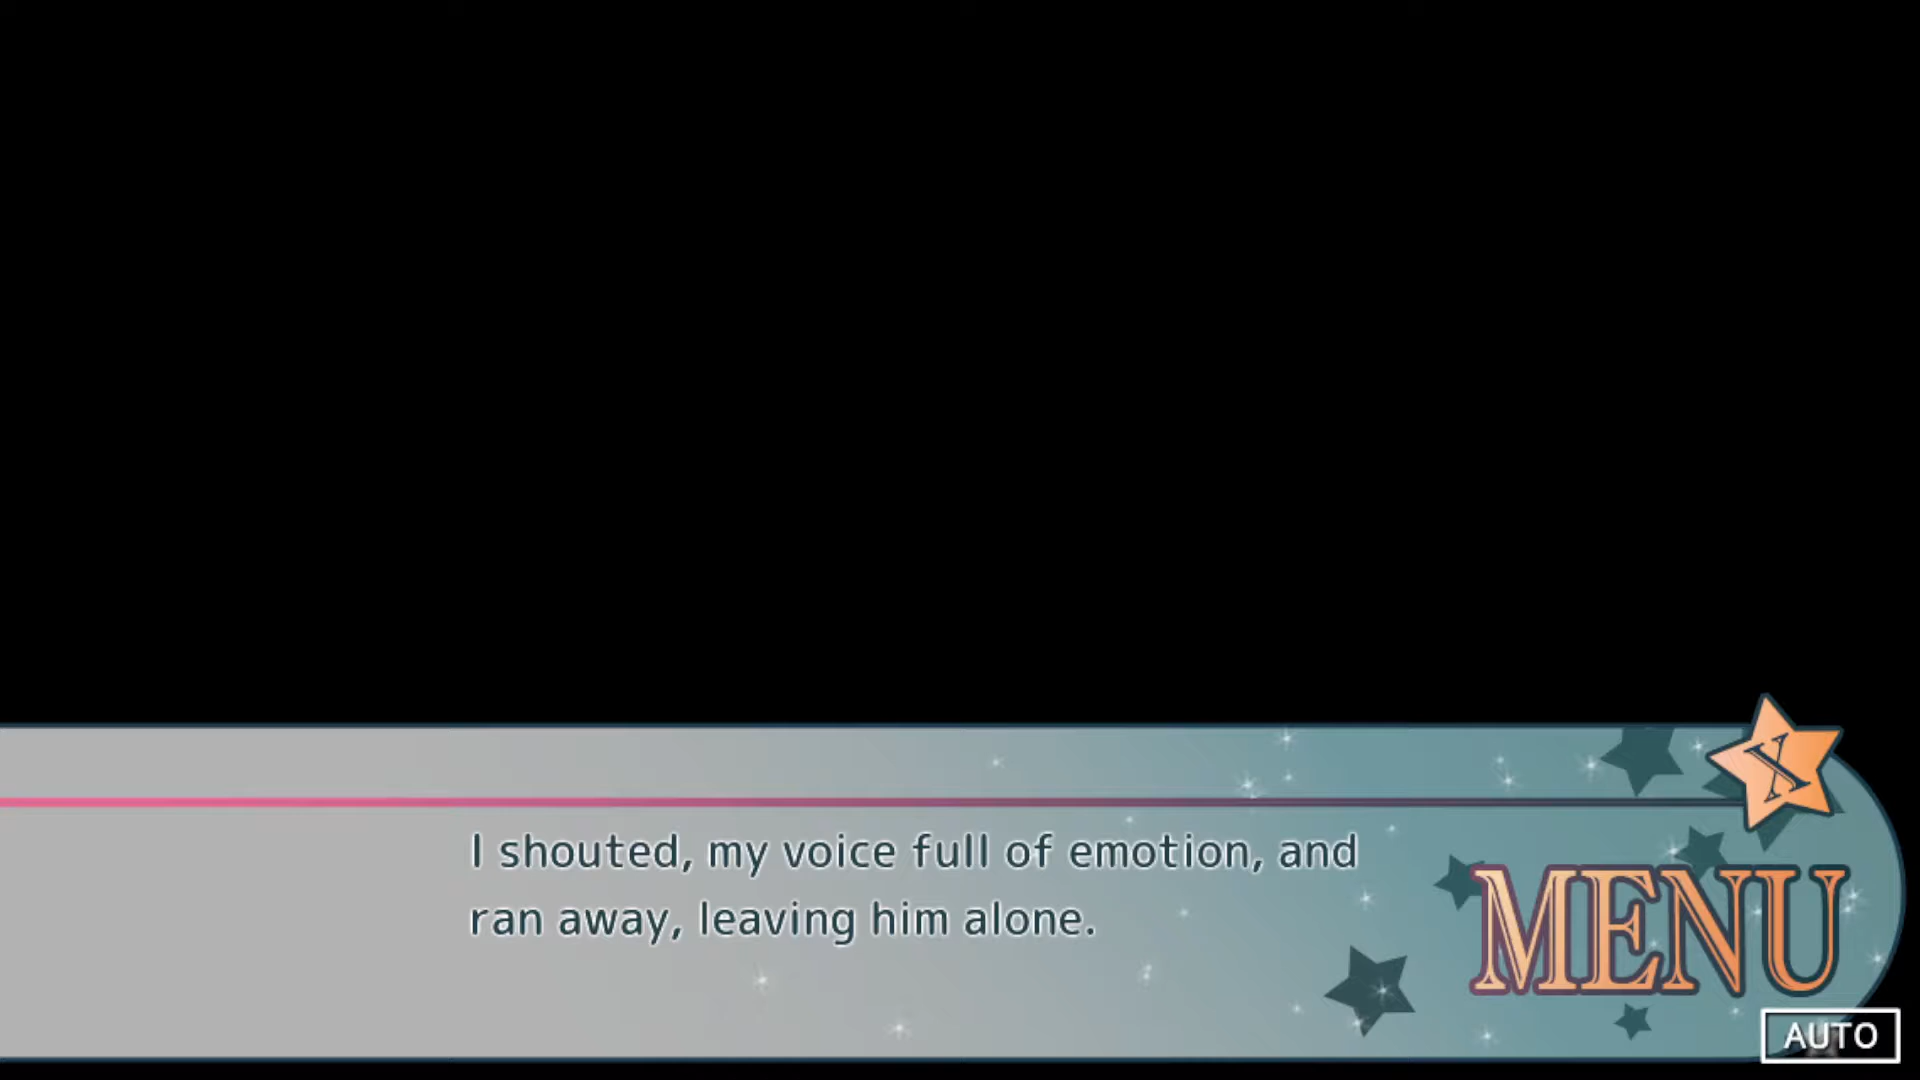 X
I shouted, my voice full of emotion, and
ran away, leaving him alone.
MENU
AUTO